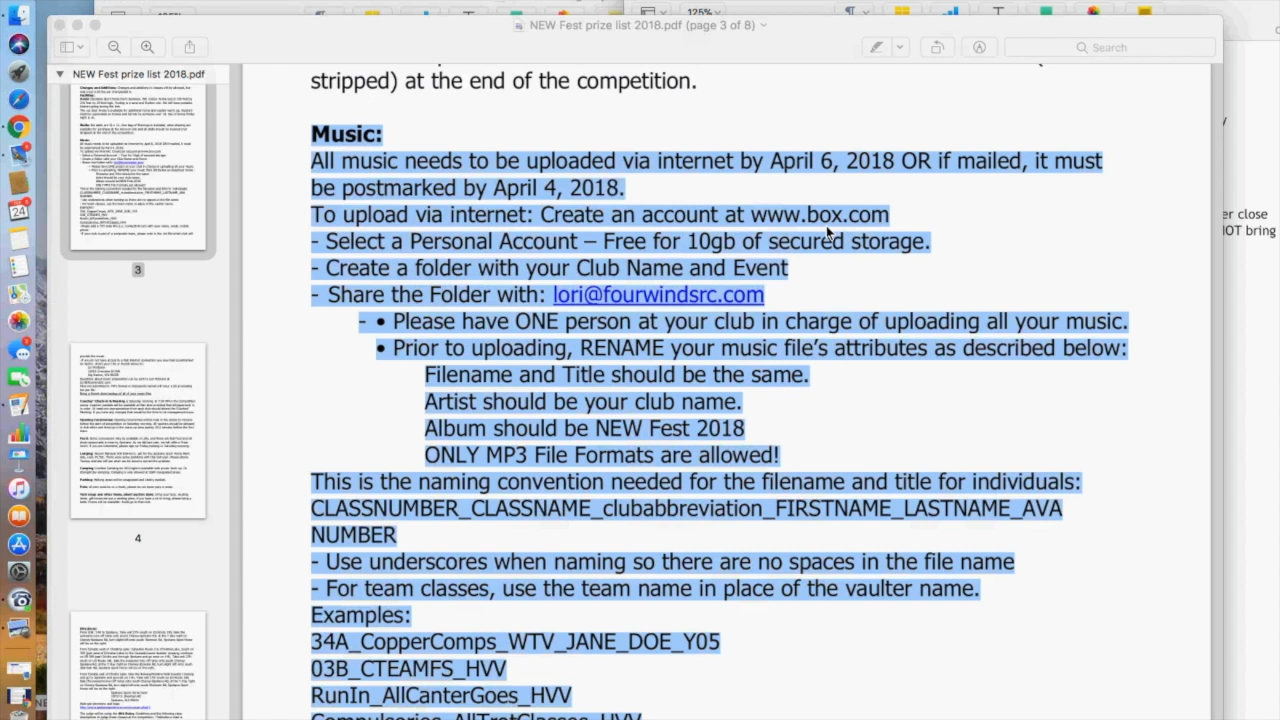 NEW Fest prize list 2018.pdf (page 3 of 8)
125%
Search
NEW Fest prize list 2018.pdf
3
4
stripped) at the end of the competition.
Music:
All music needs to be uploaded via internet by April 6, 2018 OR if mailed, it must
be postmarked by April 7, 2018.
To upload via internet: Create an account at www.box.com
- Select a Personal Account – Free for 10gb of secured storage.
- Create a folder with your Club Name and Event
- Share the Folder with: lori@fourwindsrc.com
- • Please have ONE person at your club in charge of uploading all your music.
• Prior to uploading, RENAME your music file's attributes as described below:
Filename and Title should be the same.
Artist should be your club name.
Album should be NEW Fest 2018
ONLY MP3 File Formats are allowed!
This is the naming convention needed for the filename and title for individuals:
CLASSNUMBER_CLASSNAME_clubabbreviation_FIRSTNAME_LASTNAME_AVA
NUMBER
- Use underscores when naming so there are no spaces in the file name
- For team classes, use the team name in place of the vaulter name.
Examples:
03B_CTEAMFS_HVV
RunIn_AllCanterGoes_HVV
Compulsories_AllTrotClasses_HVV
er close
NOT bring
24